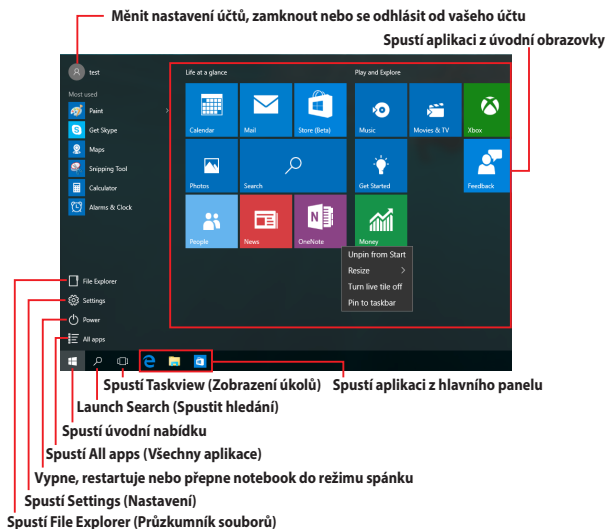 Měnit nastavení účtů, zamknout nebo se odhlásit od vašeho účtu
Spustí aplikaci z úvodní obrazovky
test
Most used
Paint
Get Skype
Maps
Snipping Tool
Calculator
Alarms & Clock
File Explorer
Settings
Power
All apps
Life at a glance
Play and Explore
Calendar
Mail
Store (Beta)
Music
Movies & TV
Xbox
Photos
Search
Get Started
Feedback
People
News
OneNote
Money
Unpin from Start
Resize
Turn live tile off
Pin to taskbar
Spustí Taskview (Zobrazení úkolů)
Spustí aplikaci z hlavního panelu
Launch Search (Spustit hledání)
Spustí úvodní nabídku
Spustí All apps (Všechny aplikace)
Vypne, restartuje nebo přepne notebook do režimu spánku
Spustí Settings (Nastavení)
Spustí File Explorer (Průzkumník souborů)